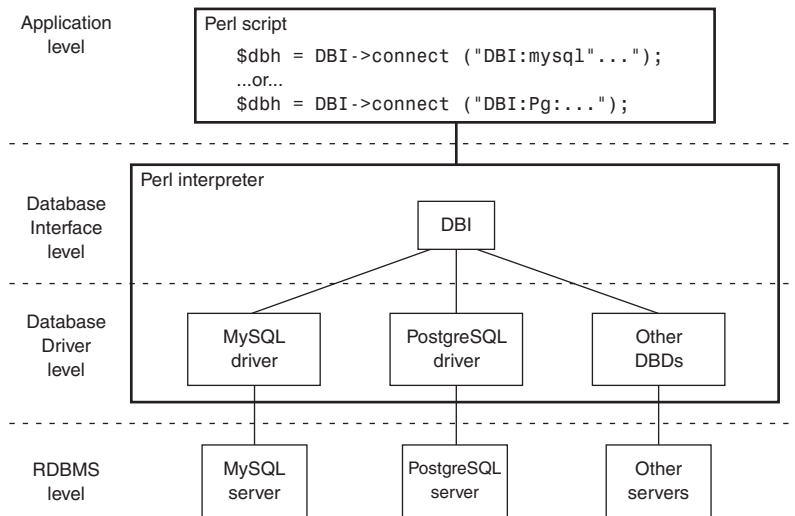 Application
level
Perl script
$dbh = DBI->connect ("DBI:mysql"...");
...or...
$dbh = DBI->connect ("DBI:Pg:...");
Perl interpreter
Database
Interface
level
DBI
Database
Driver
level
MySQL
driver
PostgreSQL
driver
Other
DBDs
RDBMS
level
MySQL
server
PostgreSQL
server
Other
servers